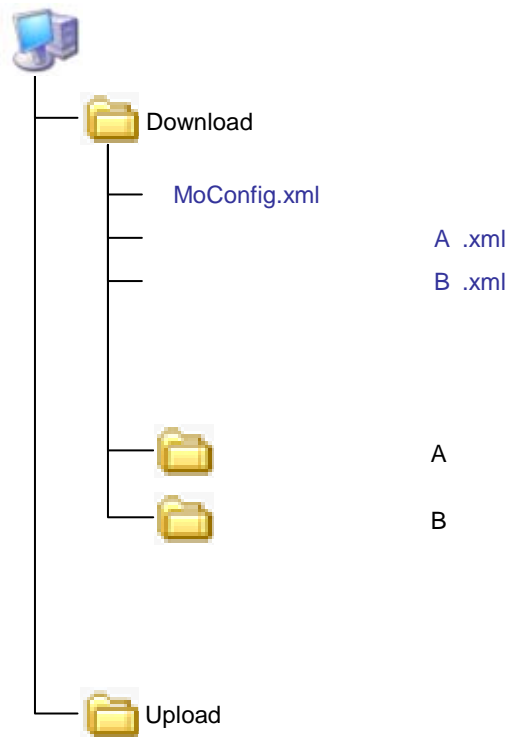 Download
MoConfig.xml
A .xml
B .xml
A
B
Upload